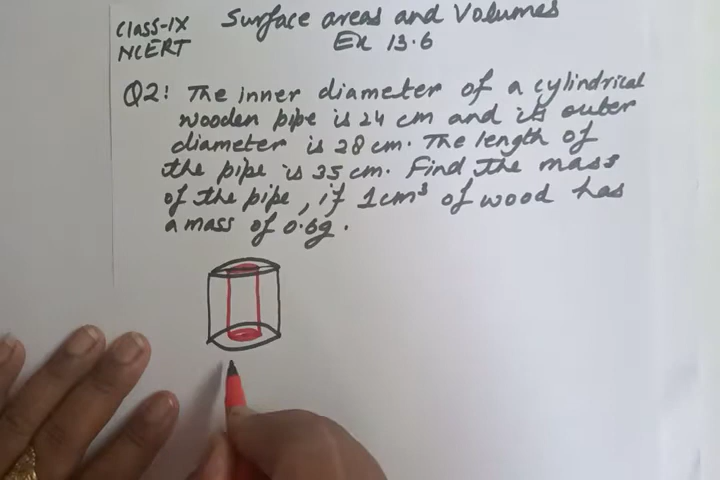 Class-IX Surface areas and Volumes
NCERT Ex 13.6
Q2: The inner diameter of a cylindrical
wooden pipe is 24 cm and its outer
diameter is 28 cm. The length of
the pipe is 35 cm. Find the mass
of the pipe, if 1cm³ of wood has
a mass of 0.6g.